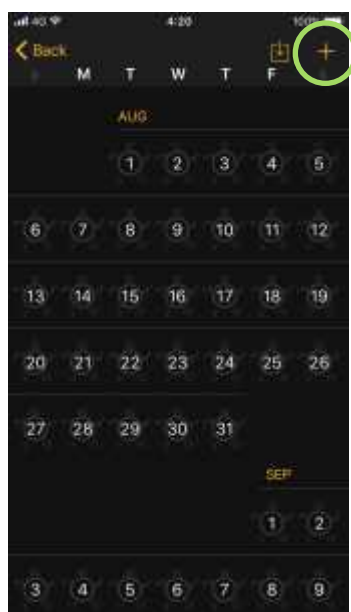 4G 4:20 100%
Back
M T W T F
AUG
1 2 3 4 5
6 7 8 9 10 11 12
13 14 15 16 17 18 19
20 21 22 23 24 25 26
27 28 29 30 31
SEP
1 2
3 4 5 6 7 8 9